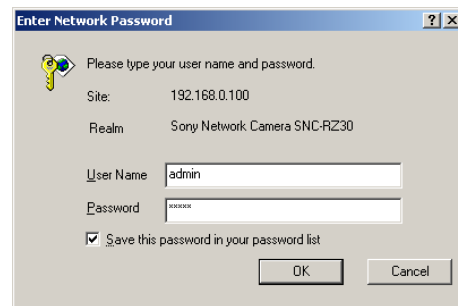 Enter Network Password
Please type your user name and password.
Site: 192.168.0.100
Realm Sony Network Camera SNC-RZ30
User Name admin
Password xxxxx
Save this password in your password list
OK Cancel